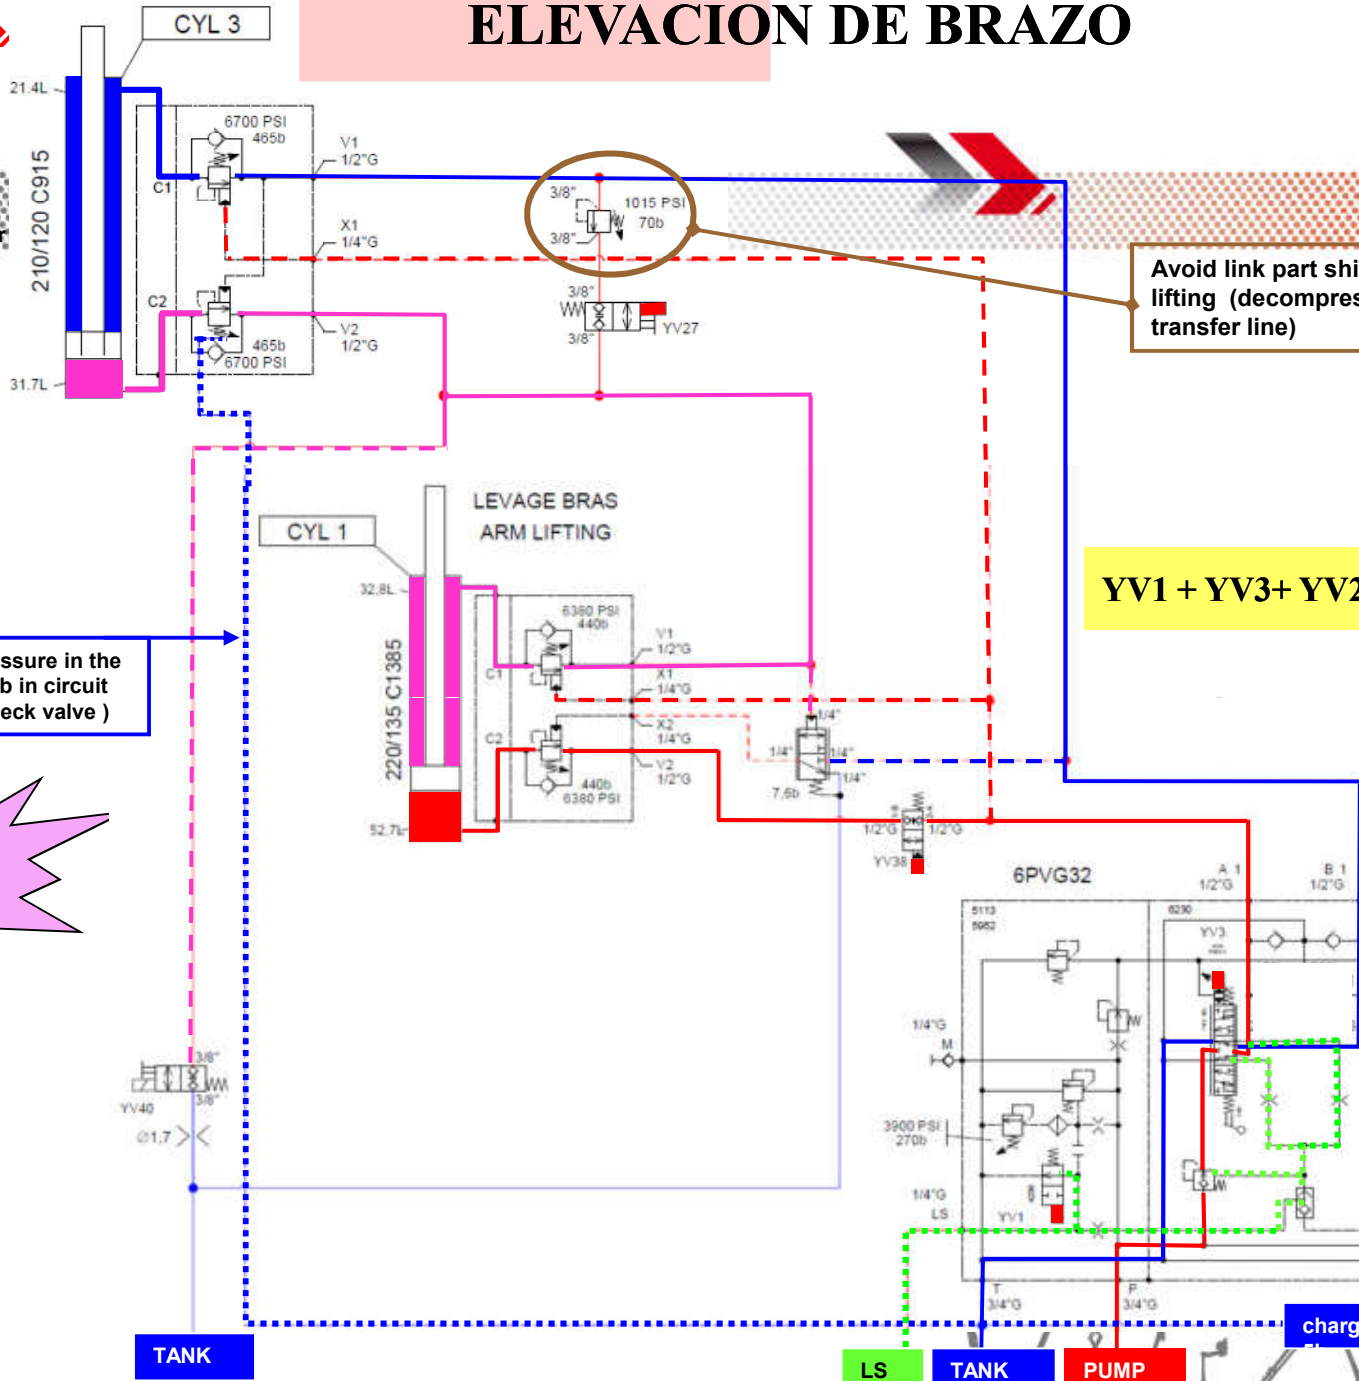 ELEVACION DE BRAZO
CYL 3
21.4L
210/120 C915
31.7L
6700 PSI
465b
C1
V1
1/2"G
X1
1/4"G
C2
V2
1/2"G
465b
6700 PSI
3/8"
1015 PSI
70b
3/8"
3/8"
YV27
3/8"
Avoid link part shi
lifting (decompres
transfer line)
LEVAGE BRAS
ARM LIFTING
CYL 1
32,8L
220/135 C1385
52,7L
6380 PSI
440b
C1
V1
1/2"G
X1
1/4"G
X2
1/4"G
C2
V2
1/2"G
440b
6380 PSI
YV1 + YV3+ YV2
ssure in the
b in circuit
eck valve )
1/4"
1/4"
1/4"
1/4"
7,5b
1/2"G
1/2"G
YV38
6PVG32
A 1
1/2"G
B 1
1/2"G
5113
5962
6230
YV3
1/4"G
M
3900 PSI
270b
1/4"G
LS
YV1
T
3/4"G
P
3/4"G
3/8"
3/8"
YV40
Ø1,7
TANK
LS
TANK
PUMP
charg